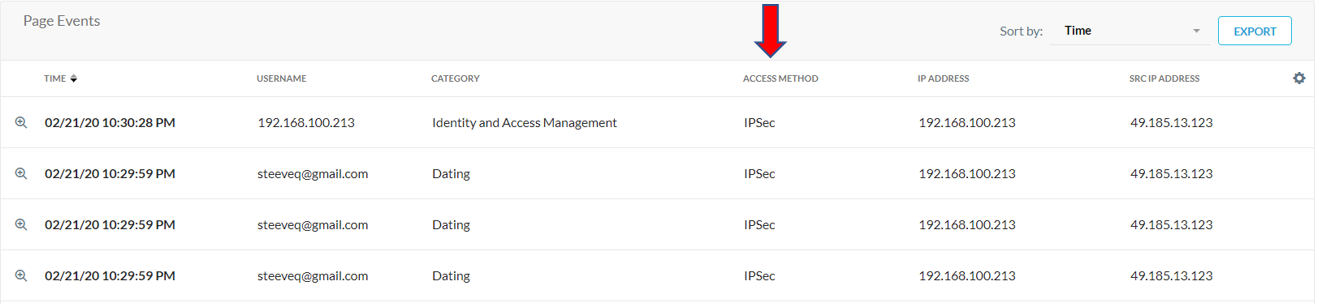 Page Events
Sort by: Time EXPORT
TIME USERNAME CATEGORY ACCESS METHOD IP ADDRESS SRC IP ADDRESS
02/21/20 10:30:28 PM 192.168.100.213 Identity and Access Management IPSec 192.168.100.213 49.185.13.123
02/21/20 10:29:59 PM steeveq@gmail.com Dating IPSec 192.168.100.213 49.185.13.123
02/21/20 10:29:59 PM steeveq@gmail.com Dating IPSec 192.168.100.213 49.185.13.123
02/21/20 10:29:59 PM steeveq@gmail.com Dating IPSec 192.168.100.213 49.185.13.123